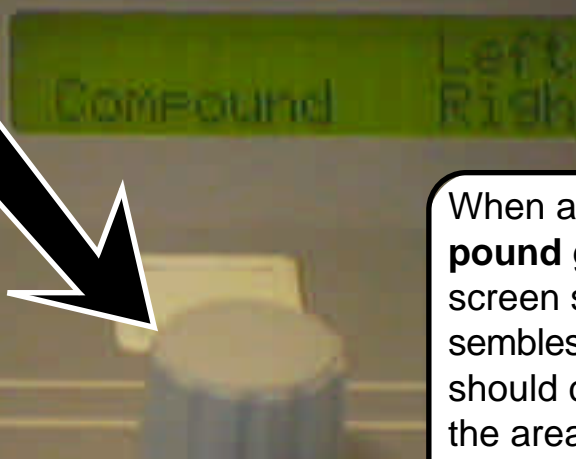 Left
Compound Righ
When a
pound
screen s
sembles
should
the area